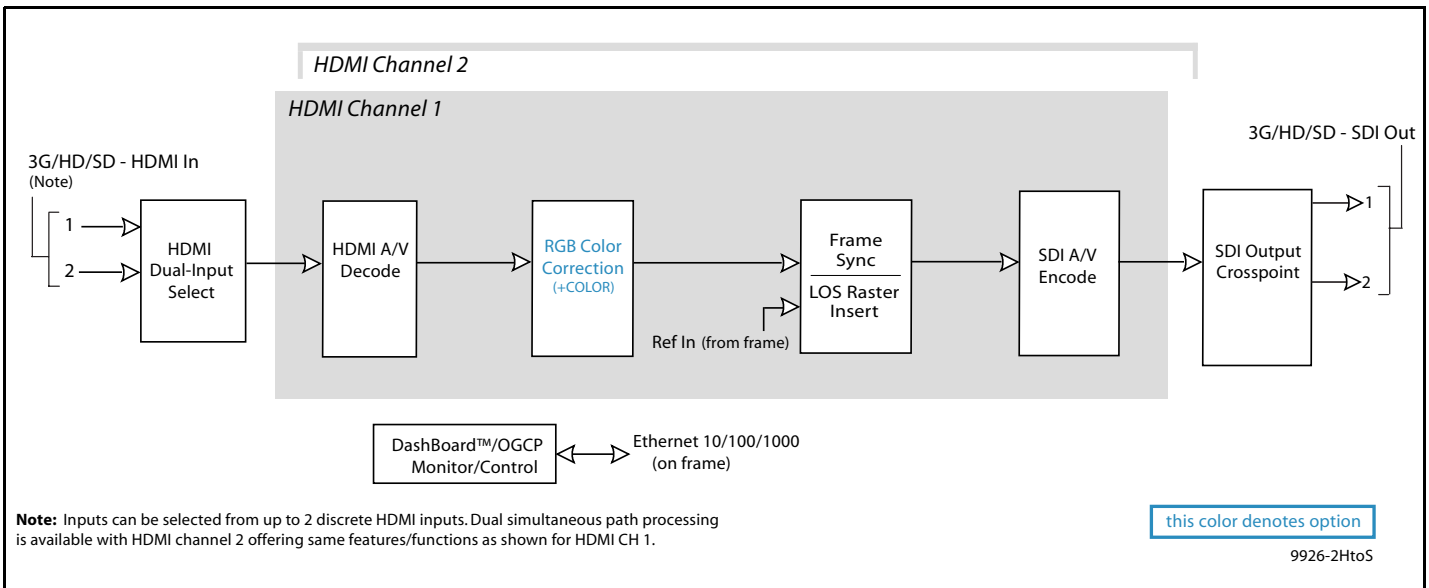 HDMI Channel 2
HDMI Channel 1
3G/HD/SD - HDMI In
(Note)
1
2
HDMI
Dual-Input
Select
HDMI A/V
Decode
RGB Color
Correction
(+COLOR)
Frame
Sync
LOS Raster
Insert
Ref In (from frame)
SDI A/V
Encode
SDI Output
Crosspoint
3G/HD/SD - SDI Out
1
2
DashBoard™/OGCP
Monitor/Control
Ethernet 10/100/1000
(on frame)
Note: Inputs can be selected from up to 2 discrete HDMI inputs. Dual simultaneous path processing
is available with HDMI channel 2 offering same features/functions as shown for HDMI CH 1.
this color denotes option
9926-2HtoS